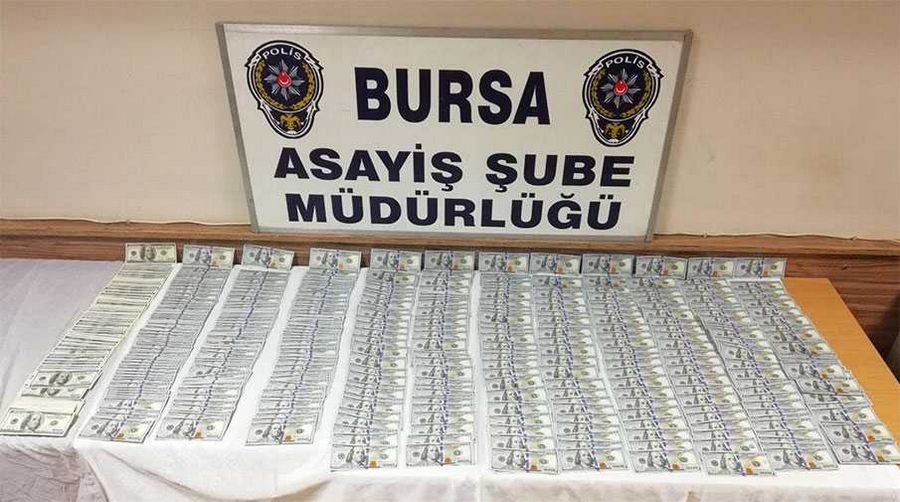 POLİS
POLİS
BURSA
ASAYİŞ ŞUBE
MÜDÜRLÜĞÜ